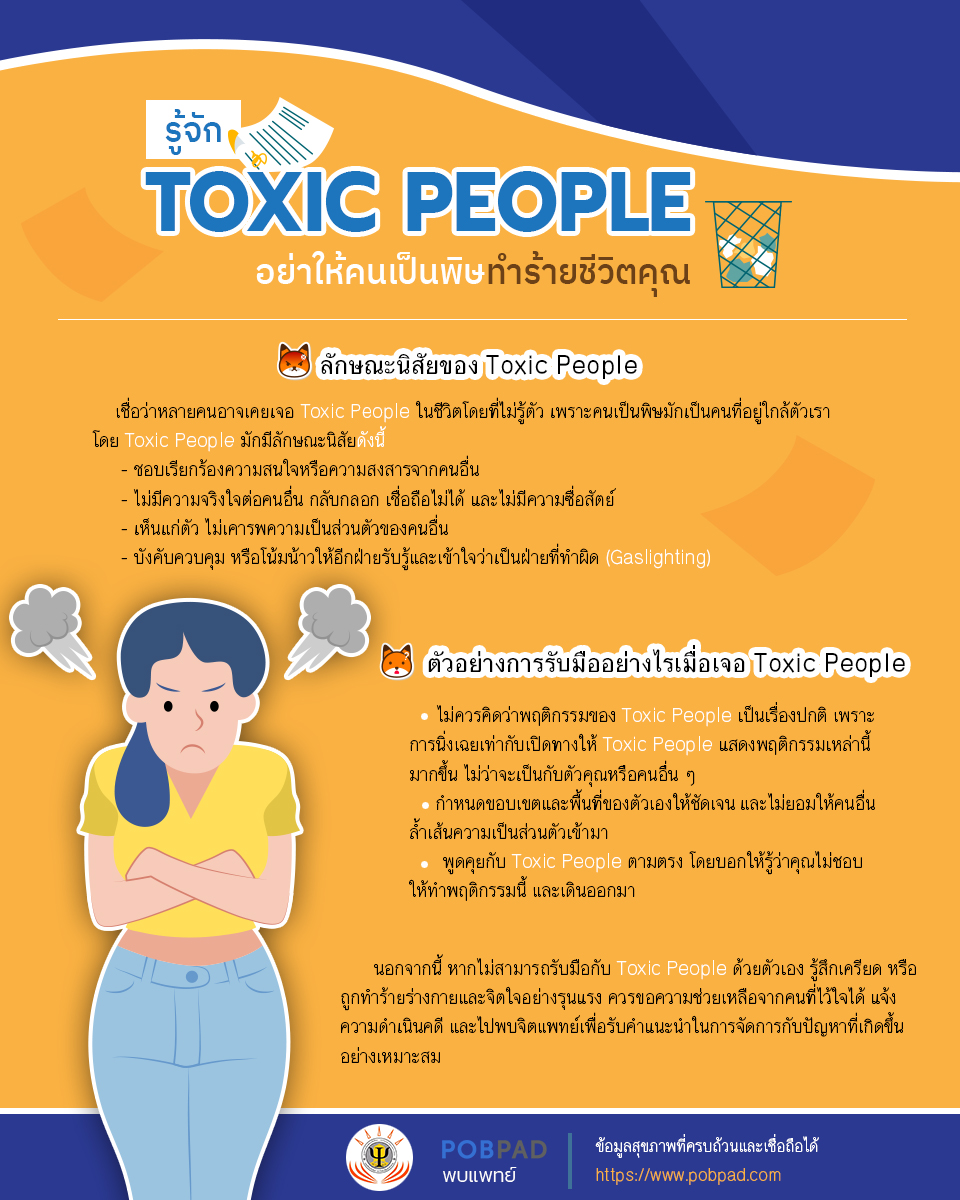 รู้จัก
TOXIC PEOPLE
อย่าให้คนเป็นพิษทำร้ายชีวิตคุณ
ลักษณะนิสัยของ Toxic People
เชื่อว่าหลายคนอาจเคยเจอ Toxic People ในชีวิตโดยที่ไม่รู้ตัว เพราะคนเป็นพิษมักเป็นคนที่อยู่ใกล้ตัวเรา
โดย Toxic People มักมีลักษณะนิสัยดังนี้
- ชอบเรียกร้องความสนใจหรือความสงสารจากคนอื่น
- ไม่มีความจริงใจต่อคนอื่น กลับกลอก เชื่อถือไม่ได้ และไม่มีความซื่อสัตย์
- เห็นแก่ตัว ไม่เคารพความเป็นส่วนตัวของคนอื่น
- บังคับควบคุม หรือโน้มน้าวให้อีกฝ่ายรับรู้และเข้าใจว่าเป็นฝ่ายที่ทำผิด (Gaslighting)
ตัวอย่างการรับมืออย่างไรเมื่อเจอ Toxic People
• ไม่ควรคิดว่าพฤติกรรมของ Toxic People เป็นเรื่องปกติ เพราะ
การนิ่งเฉยเท่ากับเปิดทางให้ Toxic People แสดงพฤติกรรมเหล่านี้
มากขึ้น ไม่ว่าจะเป็นกับตัวคุณหรือคนอื่น ๆ
• กำหนดขอบเขตและพื้นที่ของตัวเองให้ชัดเจน และไม่ยอมให้คนอื่น
ล้ำเส้นความเป็นส่วนตัวเข้ามา
• พูดคุยกับ Toxic People ตามตรง โดยบอกให้รู้ว่าคุณไม่ชอบ
ให้ทำพฤติกรรมนี้ และเดินออกมา
นอกจากนี้ หากไม่สามารถรับมือกับ Toxic People ด้วยตัวเอง รู้สึกเครียด หรือ
ถูกทำร้ายร่างกายและจิตใจอย่างรุนแรง ควรขอความช่วยเหลือจากคนที่ไว้ใจได้ แจ้ง
ความดำเนินคดี และไปพบจิตแพทย์เพื่อรับคำแนะนำในการจัดการกับปัญหาที่เกิดขึ้น
อย่างเหมาะสม
POBPAD
พบแพทย์
ข้อมูลสุขภาพที่ครบถ้วนและเชื่อถือได้
https://www.pobpad.com